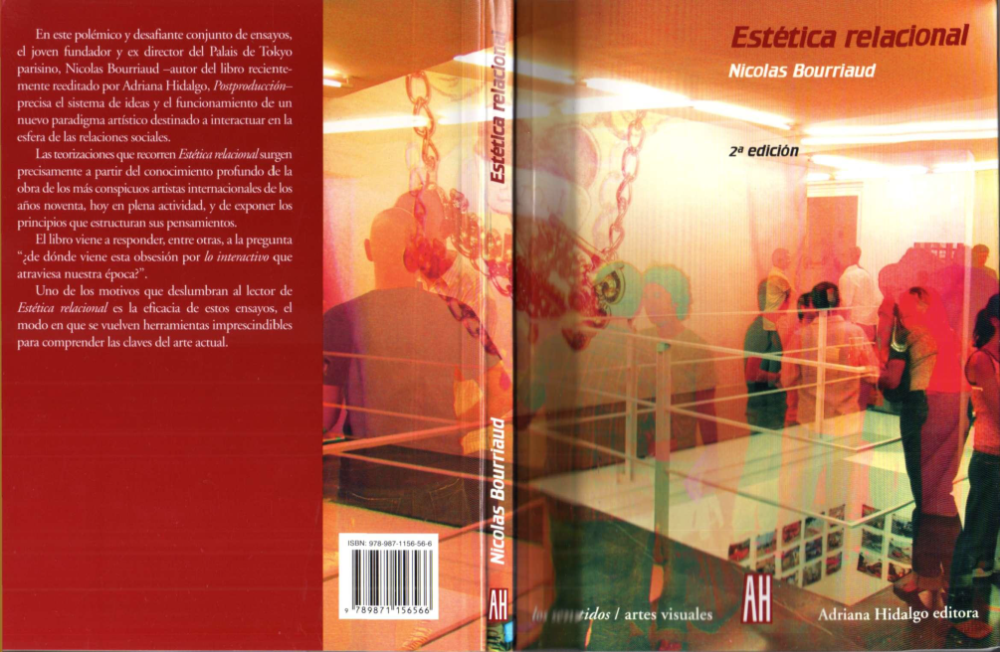 En este polémico y desafiante conjunto de ensayos,
el joven fundador y ex director del Palais de Tokyo
parisino, Nicolas Bourriaud –autor del libro reciente-
mente reeditado por Adriana Hidalgo, Postproducción–
precisa el sistema de ideas y el funcionamiento de un
nuevo paradigma artístico destinado a interactuar en la
esfera de las relaciones sociales.
Las teorizaciones que recorren Estética relacional surgen
precisamente a partir del conocimiento profundo de la
obra de los más conspicuos artistas internacionales de los
años noventa, hoy en plena actividad, y de exponer los
principios que estructuran sus pensamientos.
El libro viene a responder, entre otras, a la pregunta
“¿de dónde viene esta obsesión por lo interactivo que
atraviesa nuestra época?”.
Uno de los motivos que deslumbran al lector de
Estética relacional es la eficacia de estos ensayos, el
modo en que se vuelven herramientas imprescindibles
para comprender las claves del arte actual.
ISBN: 978-987-1156-56-6
9 789871 156566
Estética relacional
Nicolas Bourriaud
AH
Estética relacional
Nicolas Bourriaud
2ª edición
los sentidos / artes visuales
AH
Adriana Hidalgo editora